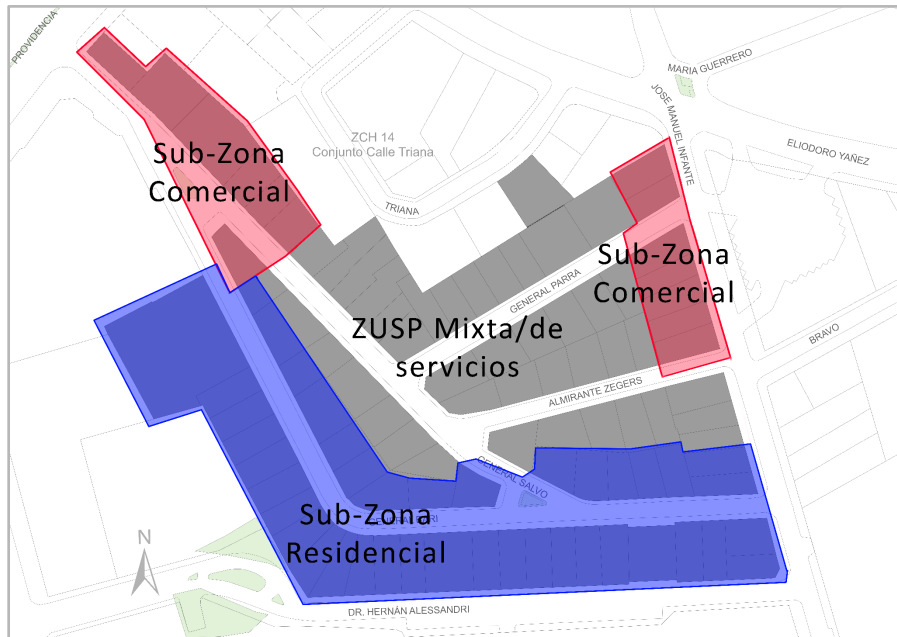 PROVIDENCIA
MARIA GUERRERO
JOSE MANUEL INFANTE
ZCH 14
Conjunto Calle Triana
ELIODORO YAÑEZ
Sub-Zona
Comercial
TRIANA
Sub-Zona
Comercial
GENERAL PARRA
ZUSP Mixta/de
servicios
BRAVO
ALMIRANTE ZEGERS
GENERAL SALVO
Sub-Zona
Residencial
N
DR. HERNÁN ALESSANDRI